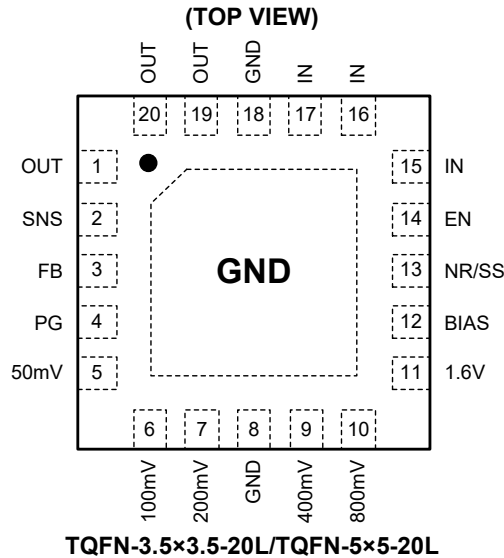 (TOP VIEW)
OUT OUT GND IN IN
20 19 18 17 16
OUT 1 15 IN
SNS 2 14 EN
GND
FB 3 13 NR/SS
PG 4 12 BIAS
50mV 5 11 1.6V
6 7 8 9 10
100mV 200mV GND 400mV 800mV
TQFN-3.5×3.5-20L/TQFN-5×5-20L